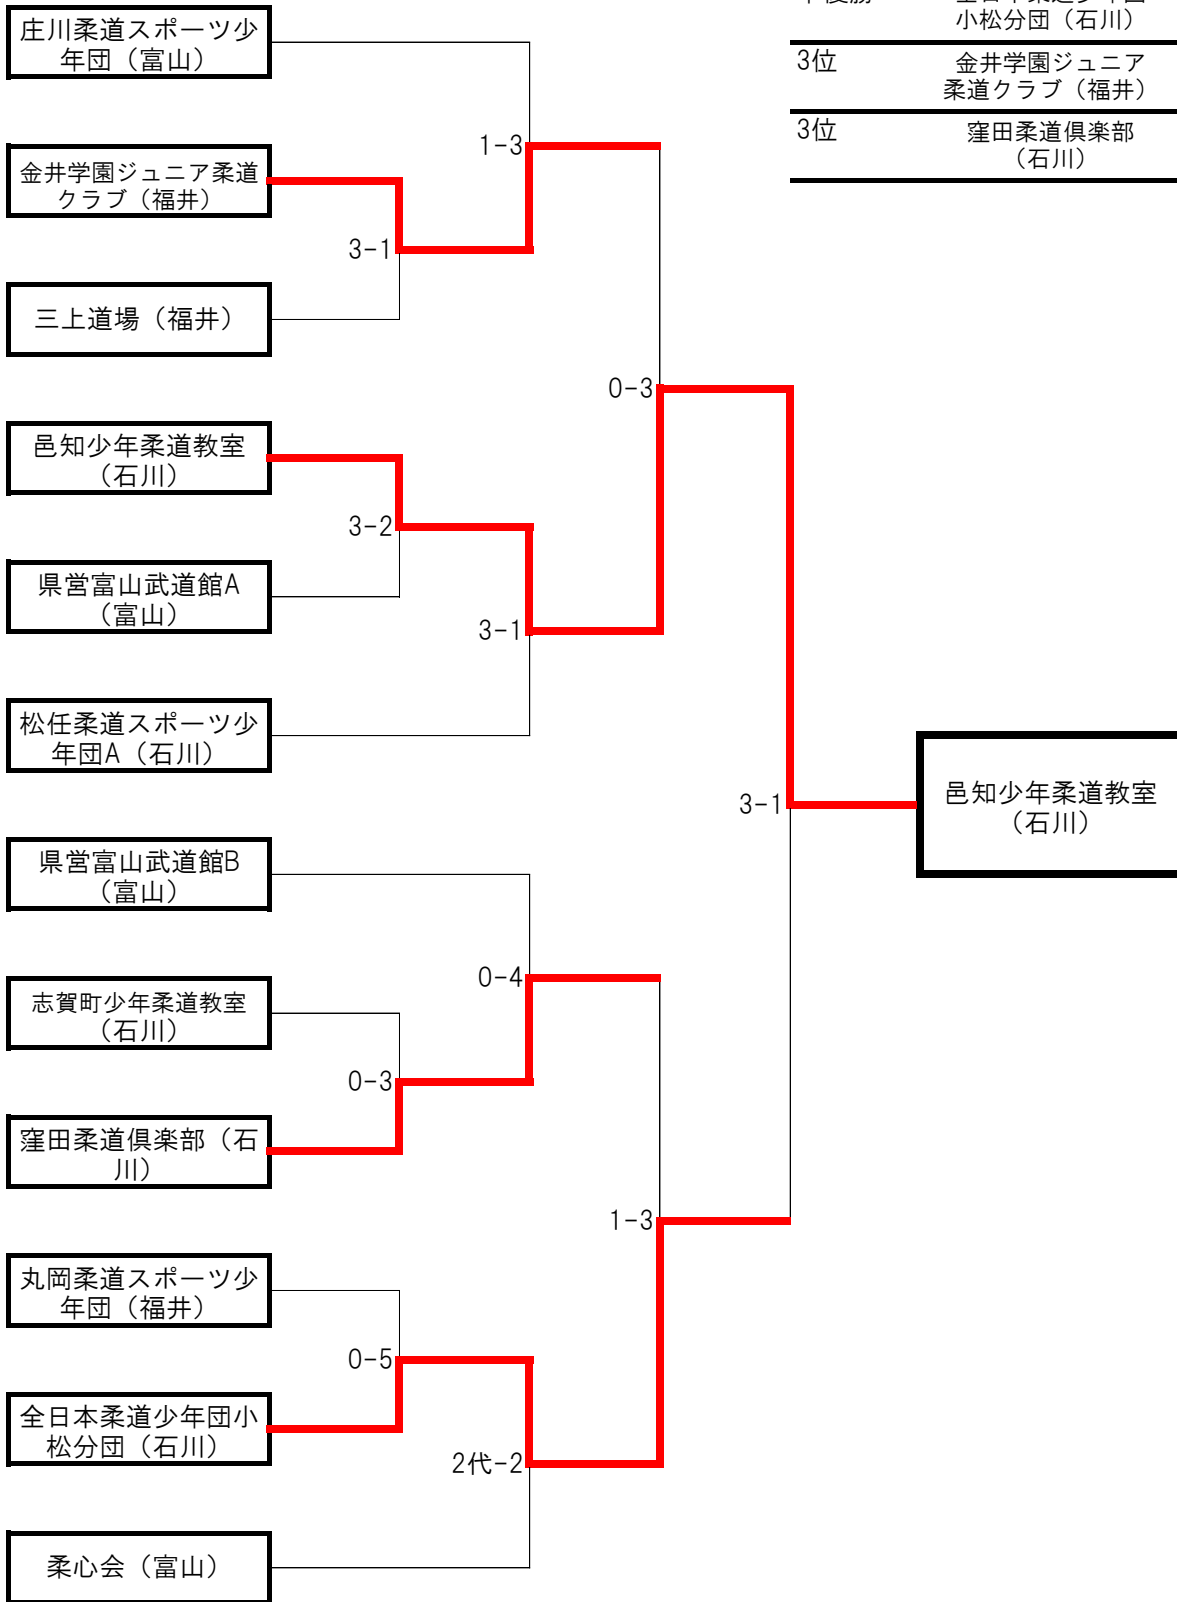 庄川柔道スポーツ少
年団（富山）
小松分団（石川）
3位
金井学園ジュニア
柔道クラブ（福井）
3位
窪田柔道倶楽部
（石川）
1-3
金井学園ジュニア柔道
クラブ（福井）
3-1
三上道場（福井）
0-3
邑知少年柔道教室
（石川）
3-2
県営富山武道館A
（富山）
3-1
松任柔道スポーツ少
年団A（石川）
3-1
邑知少年柔道教室
（石川）
県営富山武道館B
（富山）
0-4
志賀町少年柔道教室
（石川）
0-3
窪田柔道倶楽部（石
川）
1-3
丸岡柔道スポーツ少
年団（福井）
0-5
全日本柔道少年団小
松分団（石川）
2代-2
柔心会（富山）